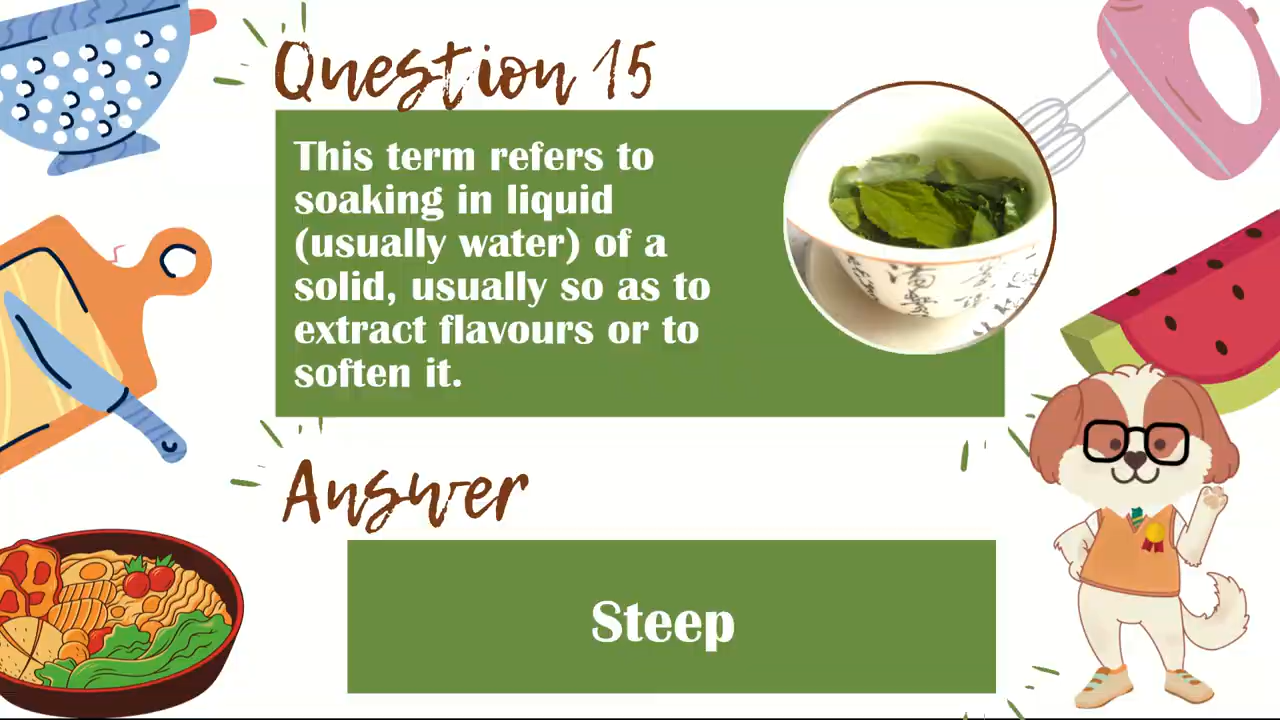 Question 15
This term refers to
soaking in liquid
(usually water) of a
solid, usually so as to
extract flavours or to
soften it.
Answer
Steep